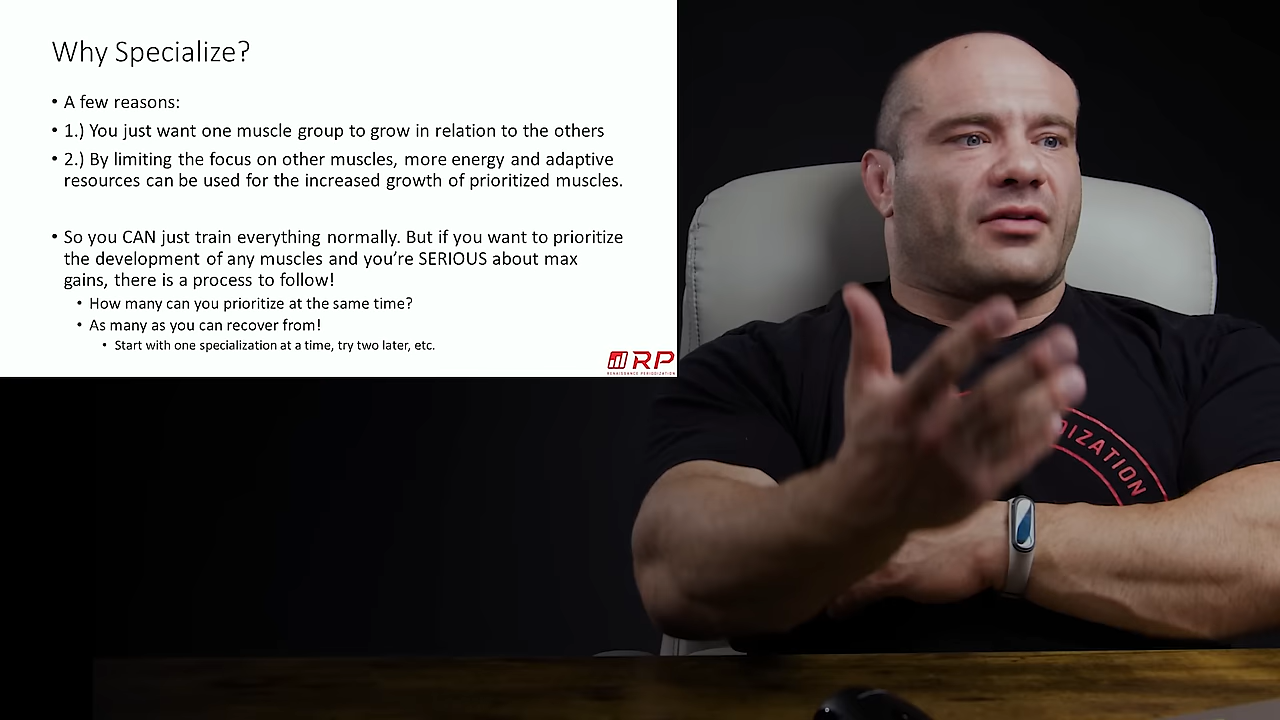 Why Specialize?
• A few reasons:
• 1.) You just want one muscle group to grow in relation to the others
• 2.) By limiting the focus on other muscles, more energy and adaptive
resources can be used for the increased growth of prioritized muscles.
• So you CAN just train everything normally. But if you want to prioritize
the development of any muscles and you’re SERIOUS about max
gains, there is a process to follow!
• How many can you prioritize at the same time?
• As many as you can recover from!
• Start with one specialization at a time, try two later, etc.
RP
RENAISSANCE PERIODIZATION
DIZATION